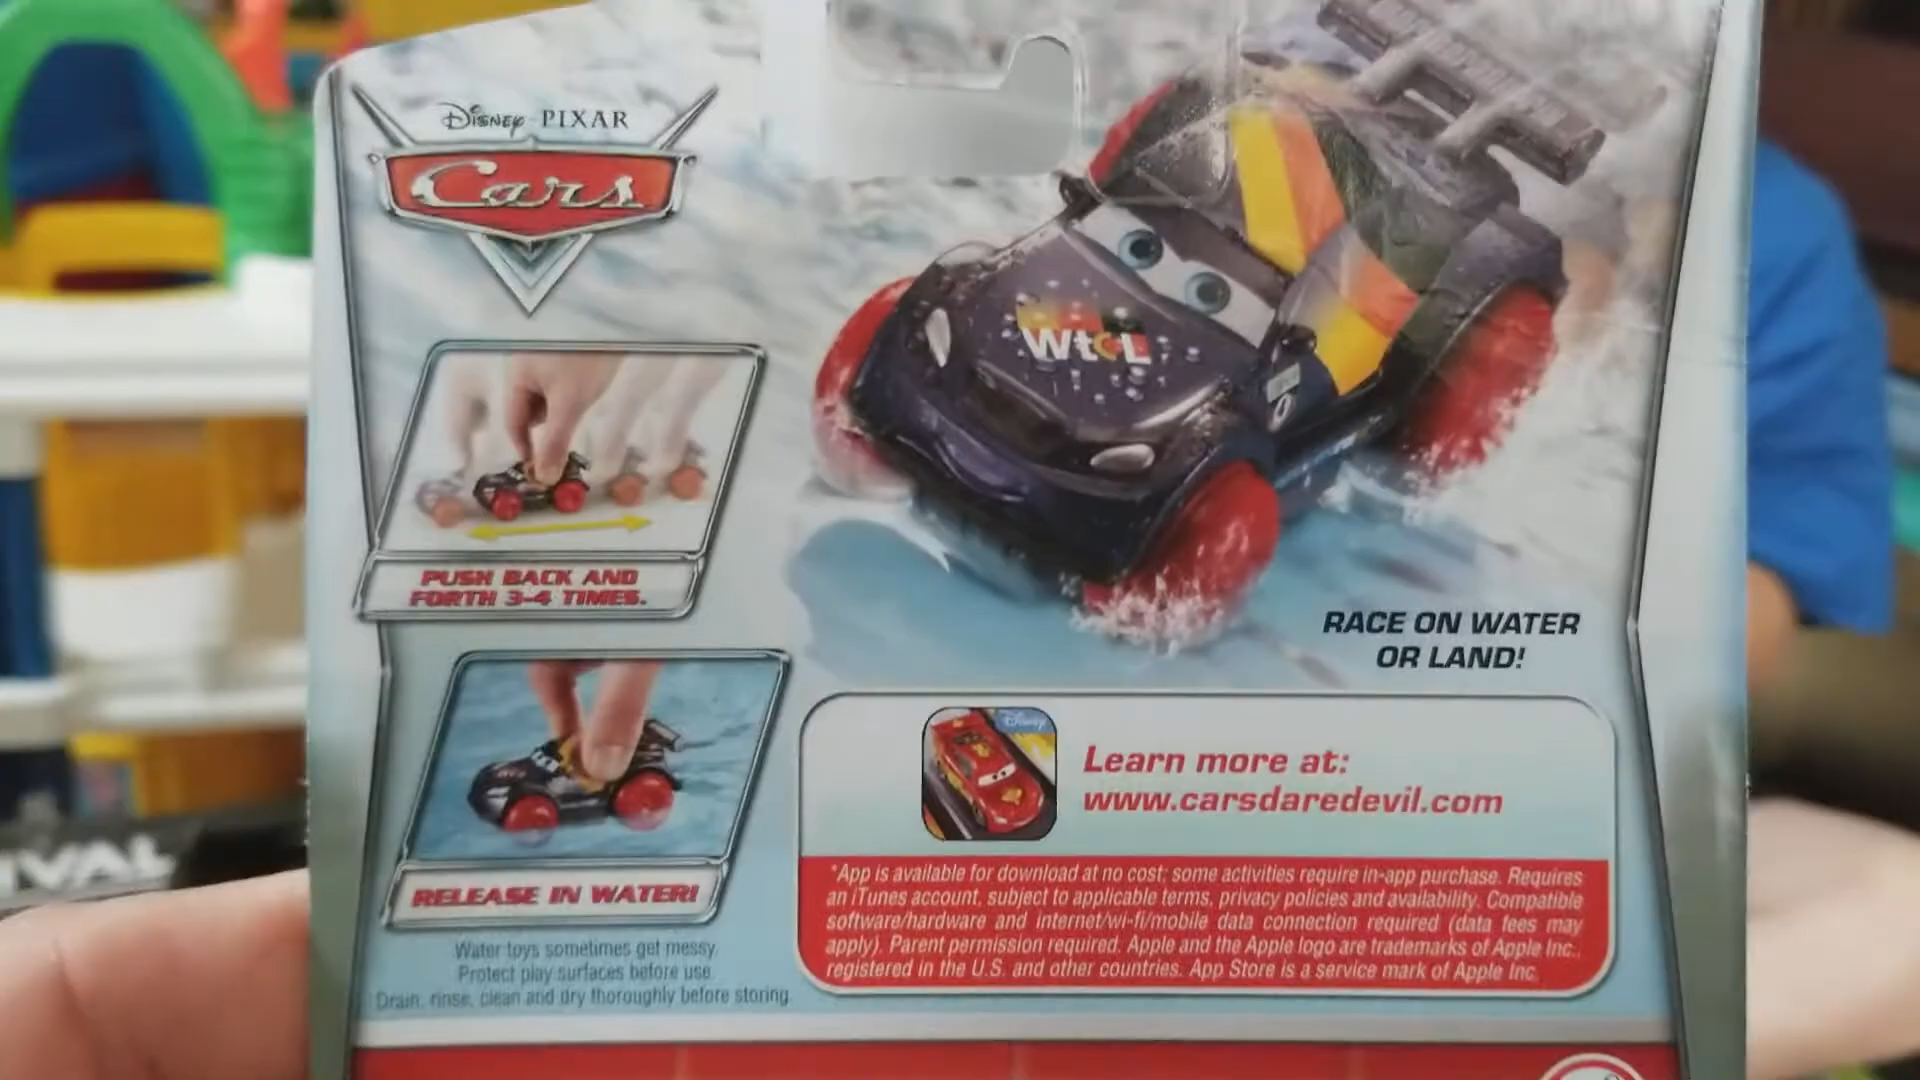 Disney PIXAR
Cars
WtGL
PUSH BACK AND
FORTH 3-4 TIMES.
RELEASE IN WATER!
Water toys sometimes get messy.
Protect play surfaces before use.
Drain, rinse, clean and dry thoroughly before storing.
RACE ON WATER
OR LAND!
Disney
Learn more at:
www.carsdaredevil.com
*App is available for download at no cost; some activities require in-app purchase. Requires
an iTunes account, subject to applicable terms, privacy policies and availability. Compatible
software/hardware and internet/wi-fi/mobile data connection required (data fees may
apply). Parent permission required. Apple and the Apple logo are trademarks of Apple Inc.,
registered in the U.S. and other countries. App Store is a service mark of Apple Inc.
IVAL